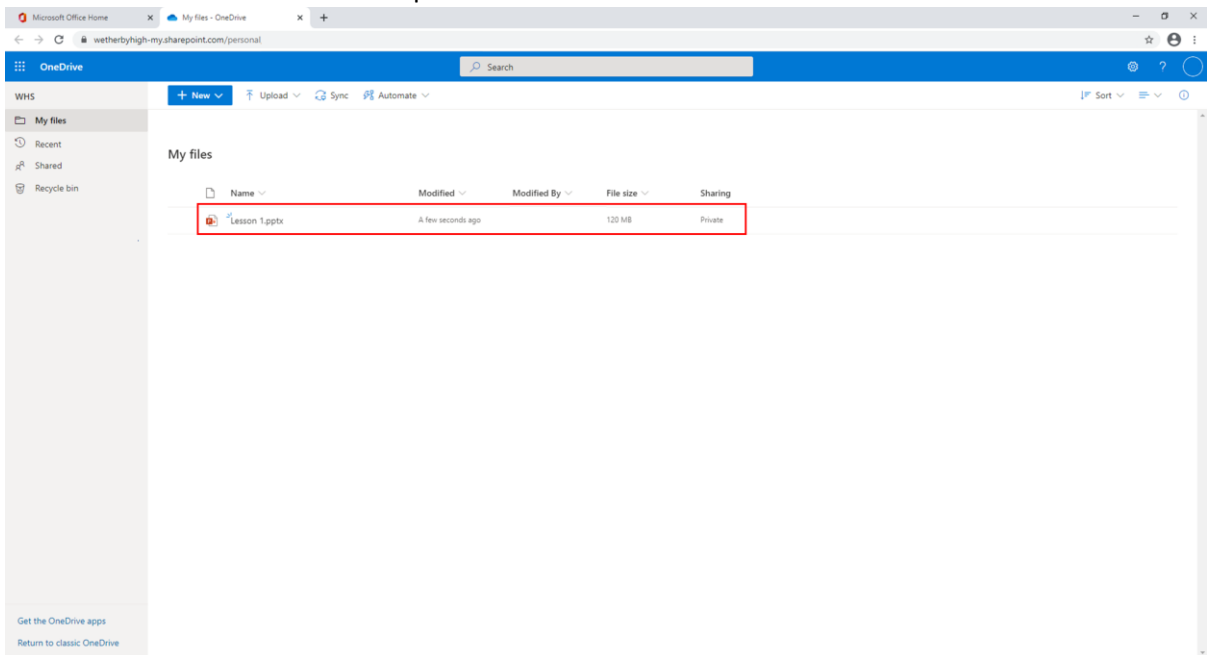 Microsoft Office Home
My files - OneDrive
wetherbyhigh-my.sharepoint.com/personal
OneDrive
Search
?
WHS
New
Upload
Sync
Automate
Sort
My files
Recent
Shared
Recycle bin
My files
Name Modified Modified By File size Sharing
Lesson 1.pptx A few seconds ago 120 MB Private
Get the OneDrive apps
Return to classic OneDrive